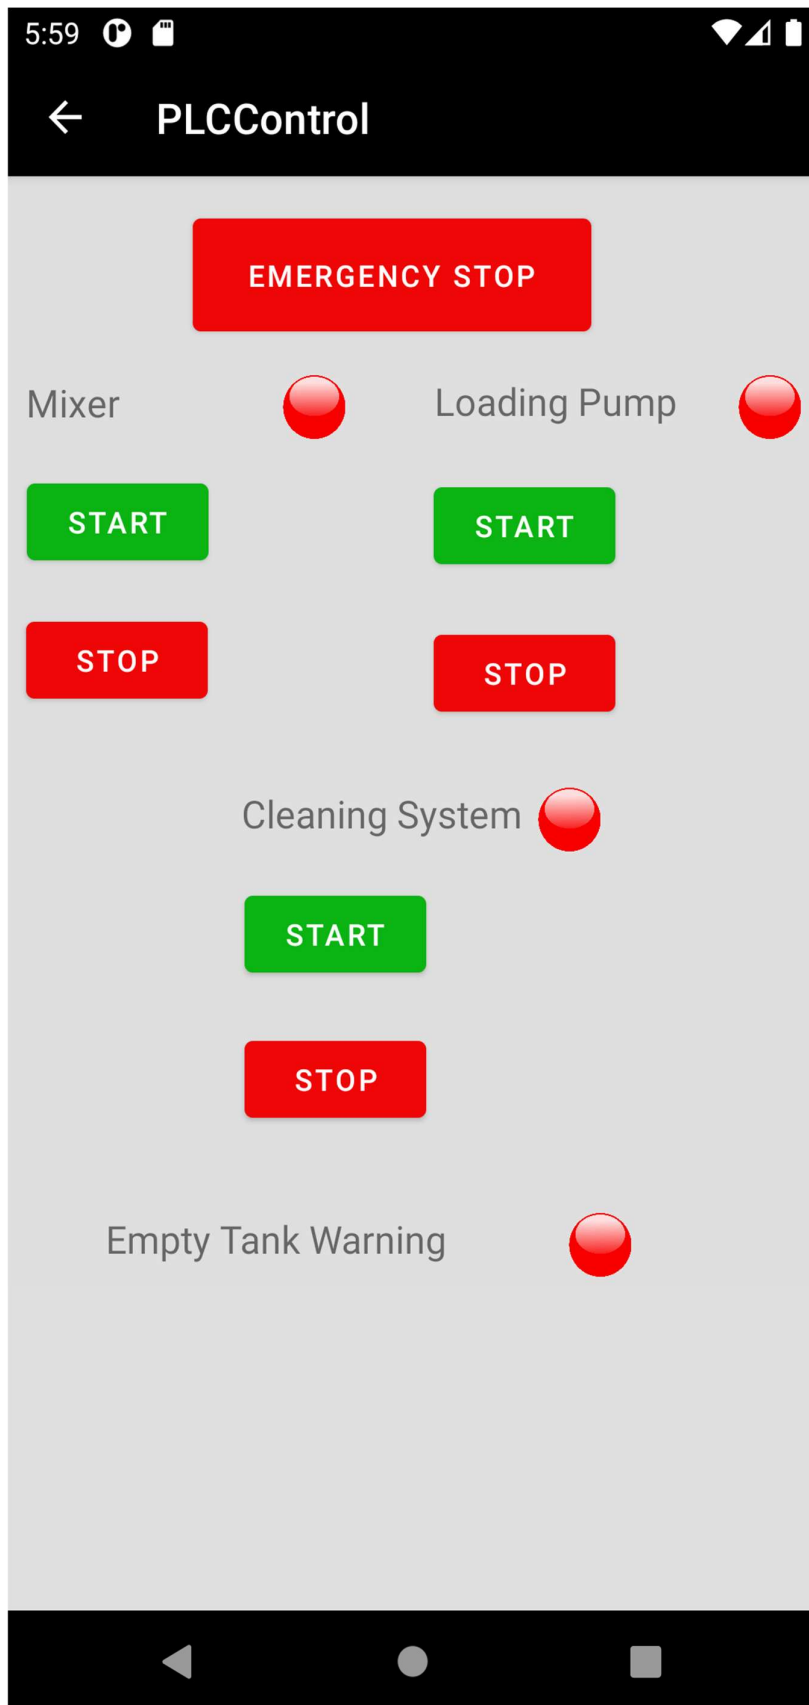 5:59
PLCControl
EMERGENCY STOP
Mixer
Loading Pump
START
START
STOP
STOP
Cleaning System
START
STOP
Empty Tank Warning